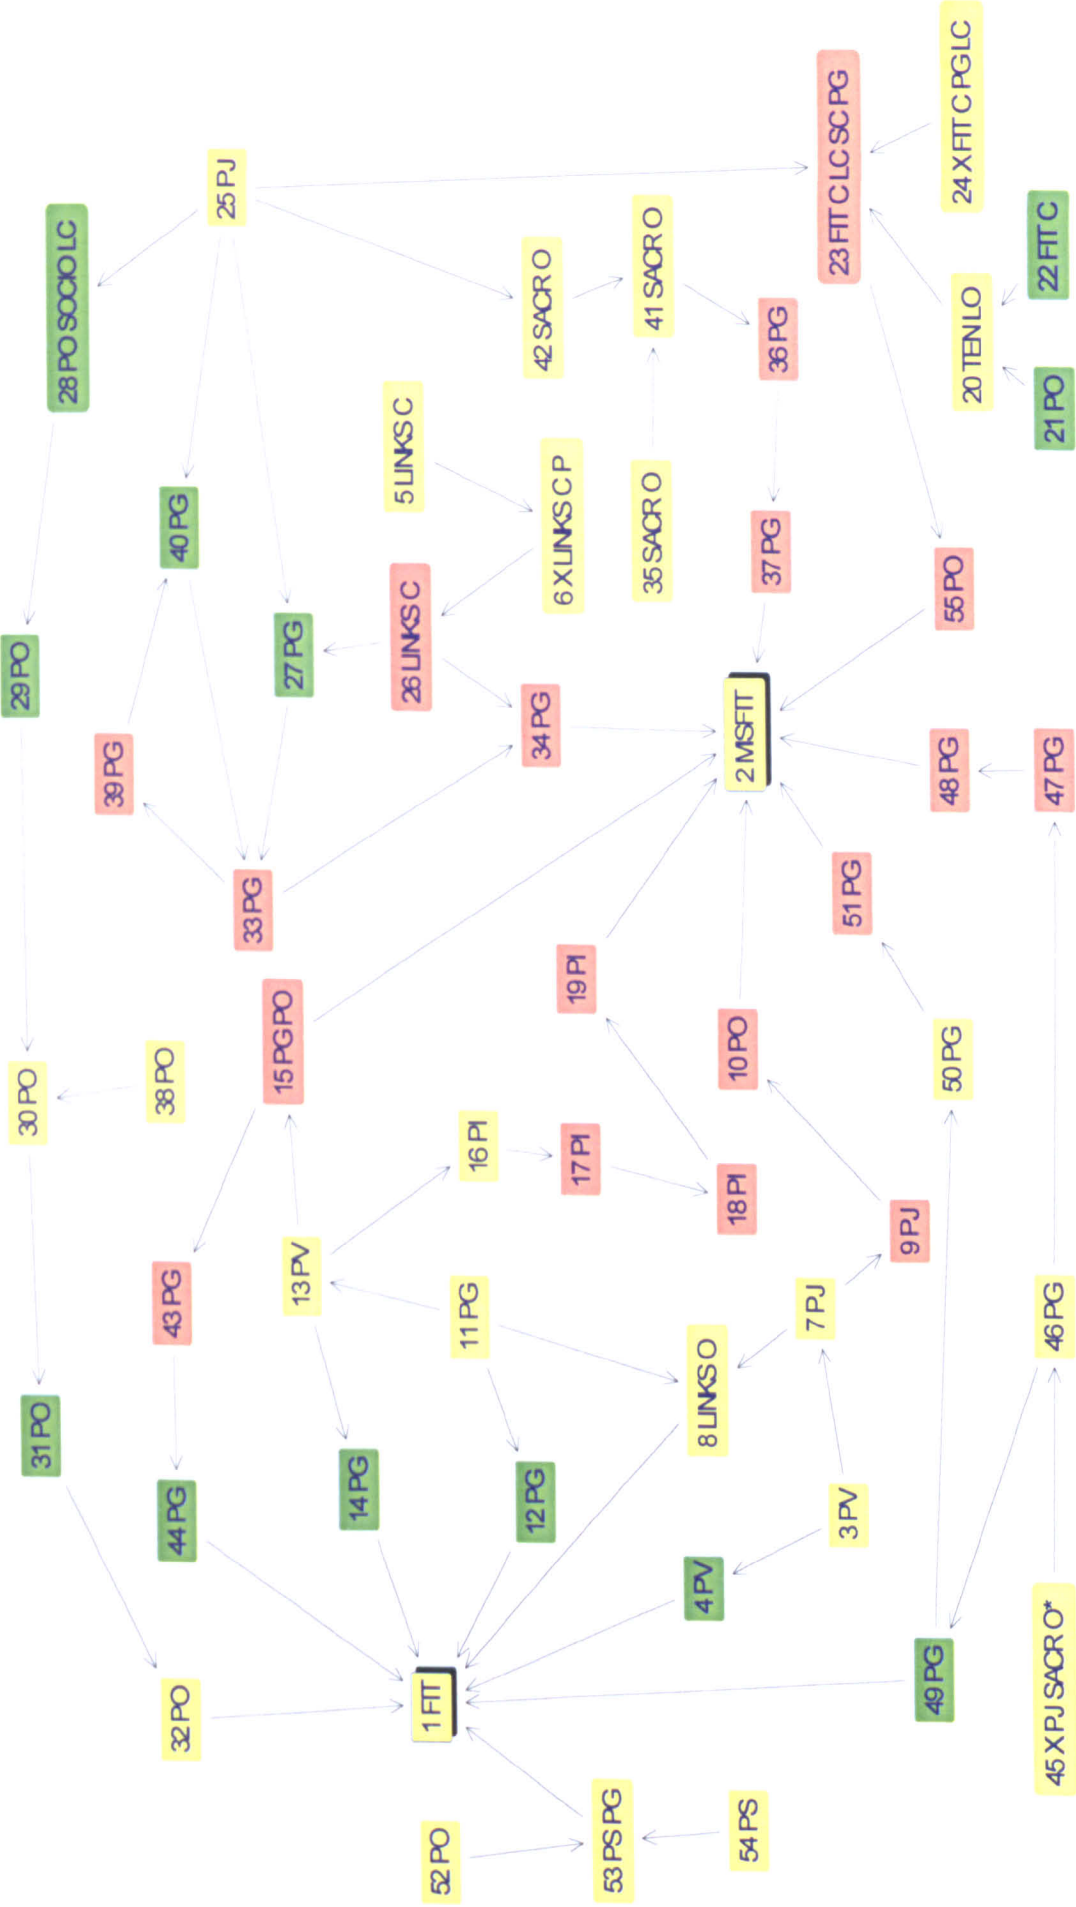 31 PO
30 PO
29 PO
28 PO SOCIO LC
32 PO
44 PG
43 PG
38 PO
39 PG
40 PG
25 PJ
14 PG
13 PV
15 PG PO
33 PG
27 PG
52 PO
1 FIT
12 PG
11 PG
16 PI
26 LINKS C
5 LINKS C
53 PS PG
17 PI
19 PI
34 PG
6 X LINKS C P
42 SACR O
35 SACR O
41 SACR O
54 PS
4 PV
8 LINKS O
18 PI
10 PO
2 MISFIT
37 PG
36 PG
3 PV
7 PJ
51 PG
23 FIT C LC SC PG
49 PG
9 PJ
50 PG
48 PG
55 PO
20 TEN LO
24 X FIT C PG LC
45 X PJ SACR O*
46 PG
47 PG
21 PO
22 FIT C